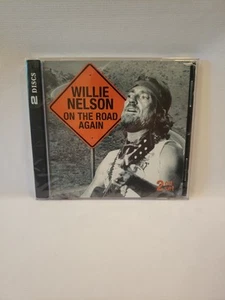 2 DISCS
WILLIE
NELSON
ON THE ROAD
AGAIN